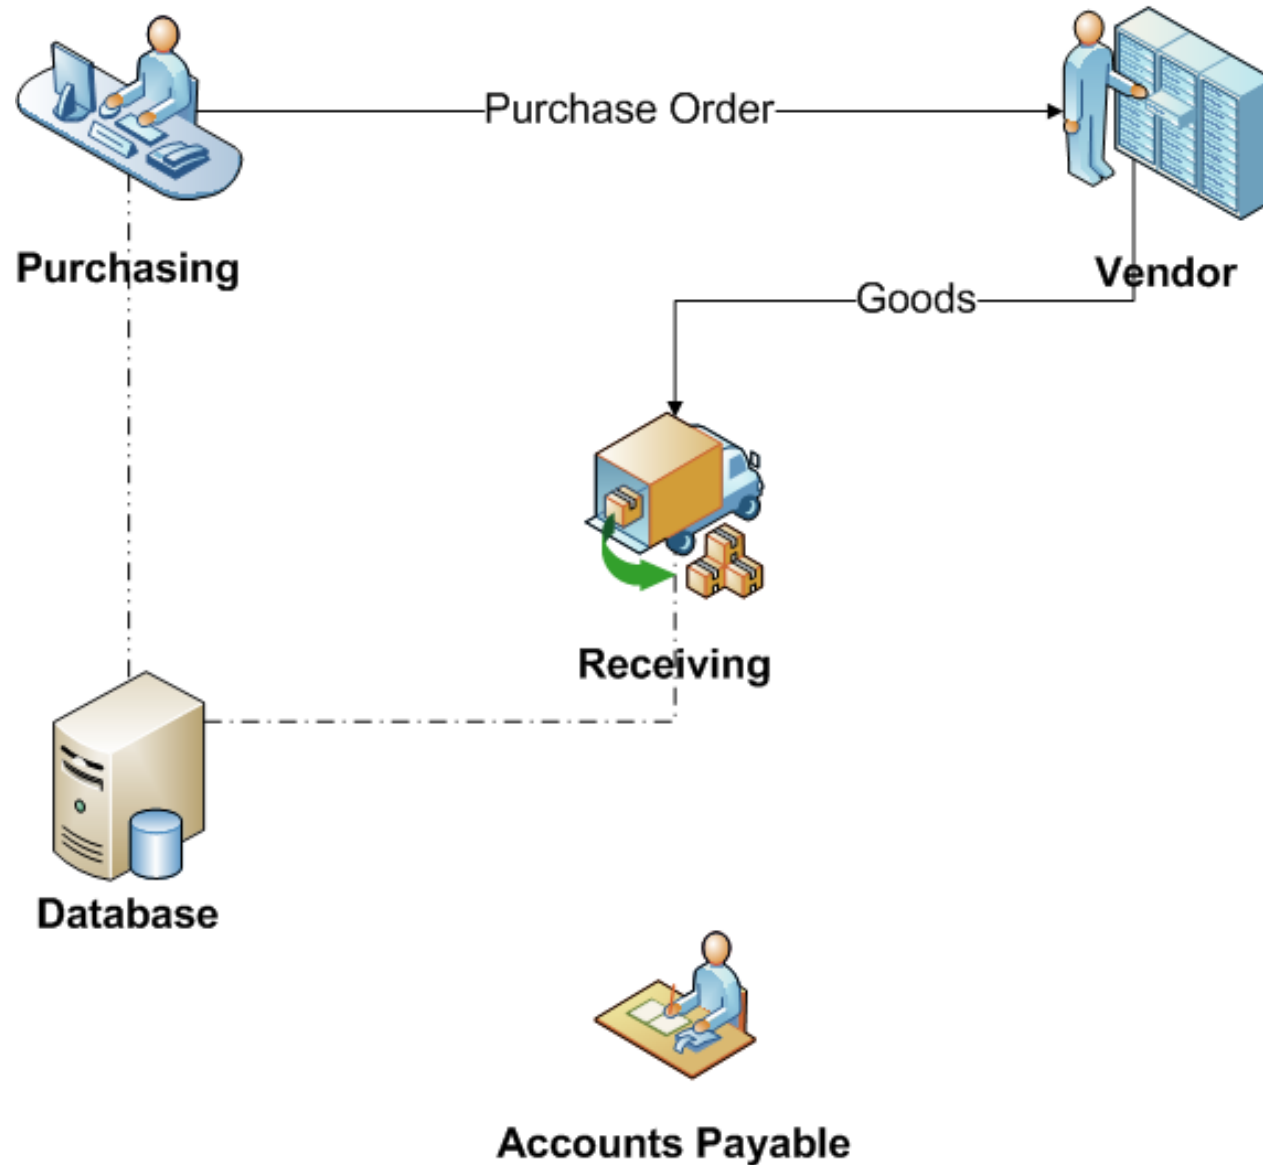 Purchase Order
Purchasing
Vendor
Goods
Receiving
Database
Accounts Payable